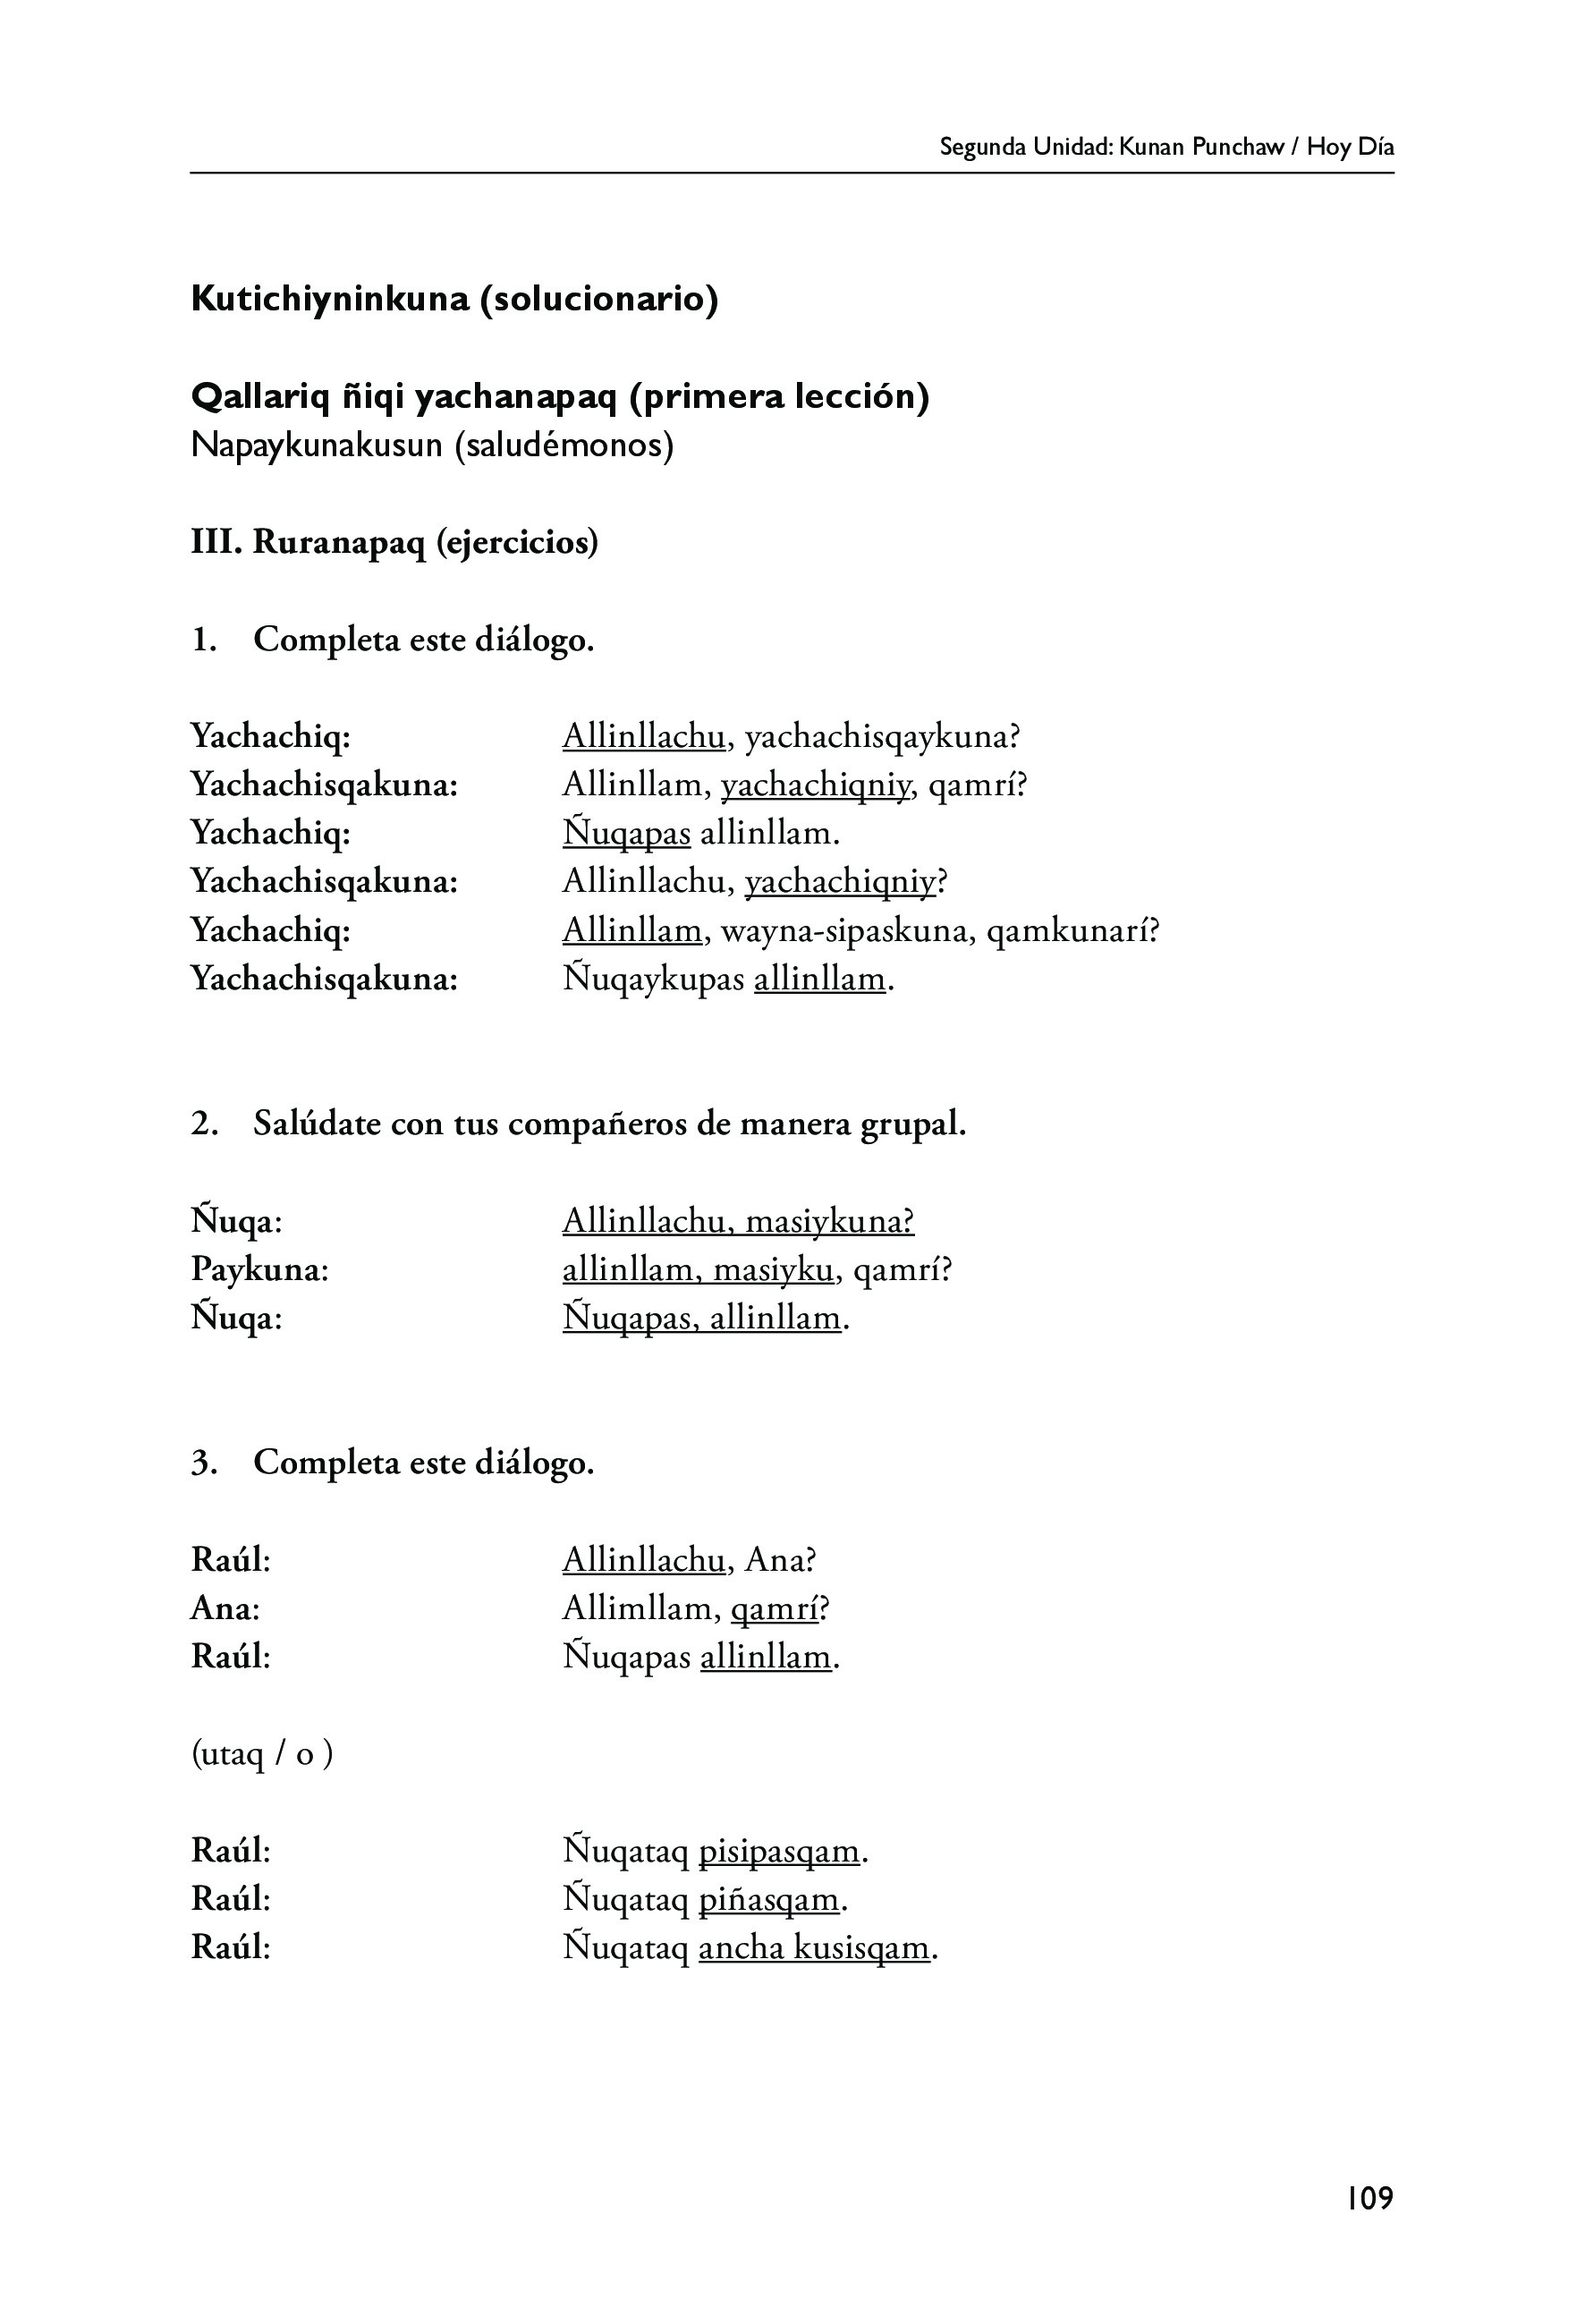 Segunda Unidad: Kunan Punchaw / Hoy Día
Kutichiyninkuna (solucionario)
Qallariq ñiqi yachanapaq (primera lección)
Napaykunakusun (saludémonos)
III. Ruranapaq (ejercicios)
1. Completa este diálogo.
Yachachiq: Allinllachu, yachachisqaykuna?
Yachachisqakuna: Allinllam, yachachiqniy, qamrí?
Yachachiq: Ñuqapas allinllam.
Yachachisqakuna: Allinllachu, yachachiqniy?
Yachachiq: Allinllam, wayna-sipaskuna, qamkunarí?
Yachachisqakuna: Ñuqaykupas allinllam.
2. Salúdate con tus compañeros de manera grupal.
Ñuqa: Allinllachu, masiykuna?
Paykuna: allinllam, masiyku, qamrí?
Ñuqa: Ñuqapas, allinllam.
3. Completa este diálogo.
Raúl: Allinllachu, Ana?
Ana: Allimllam, qamrí?
Raúl: Ñuqapas allinllam.
(utaq / o )
Raúl: Ñuqataq pisipasqam.
Raúl: Ñuqataq piñasqam.
Raúl: Ñuqataq ancha kusisqam.
109